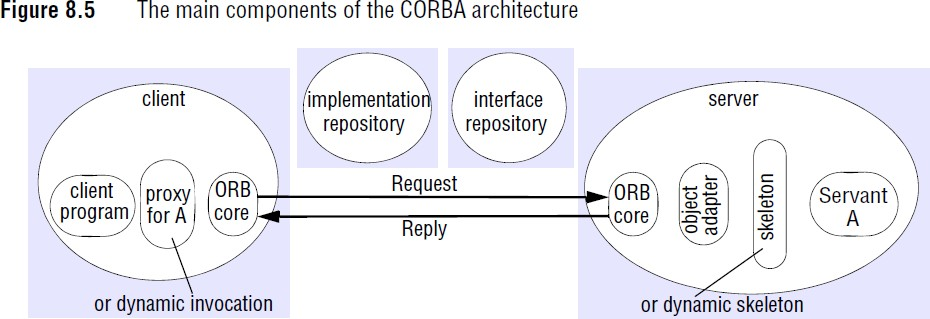 Figure 8.5 The main components of the CORBA architecture
client
implementation
repository
interface
repository
server
client
program
proxy
for A
ORB
core
Request
Reply
ORB
core
object
adapter
skeleton
Servant
A
or dynamic invocation
or dynamic skeleton